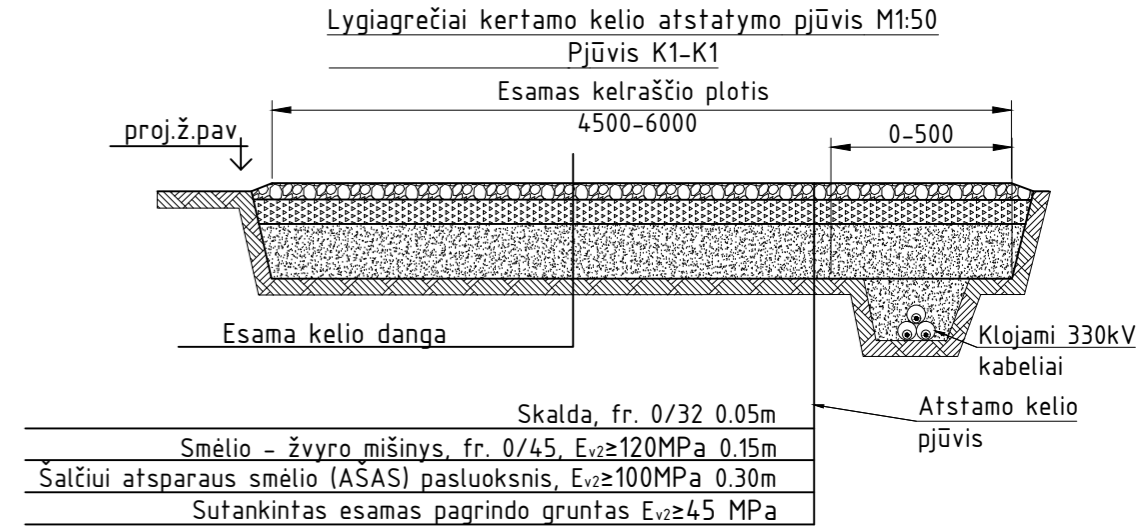 Lygiagrečiai kertamo kelio atstatymo pjūvis M1:50
Pjūvis K1-K1
Esamas kelraščio plotis
4500-6000
0-500
proj.ž.pav
Esama kelio danga
Klojami 330kV
kabeliai
Atstamo kelio
pjūvis
Skalda, fr. 0/32 0.05m
Smėlio - žvyro mišinys, fr. 0/45, Ev2≥120MPa 0.15m
Šalčiui atsparaus smėlio (AŠAS) pasluoksnis, Ev2≥100MPa 0.30m
Sutankintas esamas pagrindo gruntas Ev2≥45 MPa